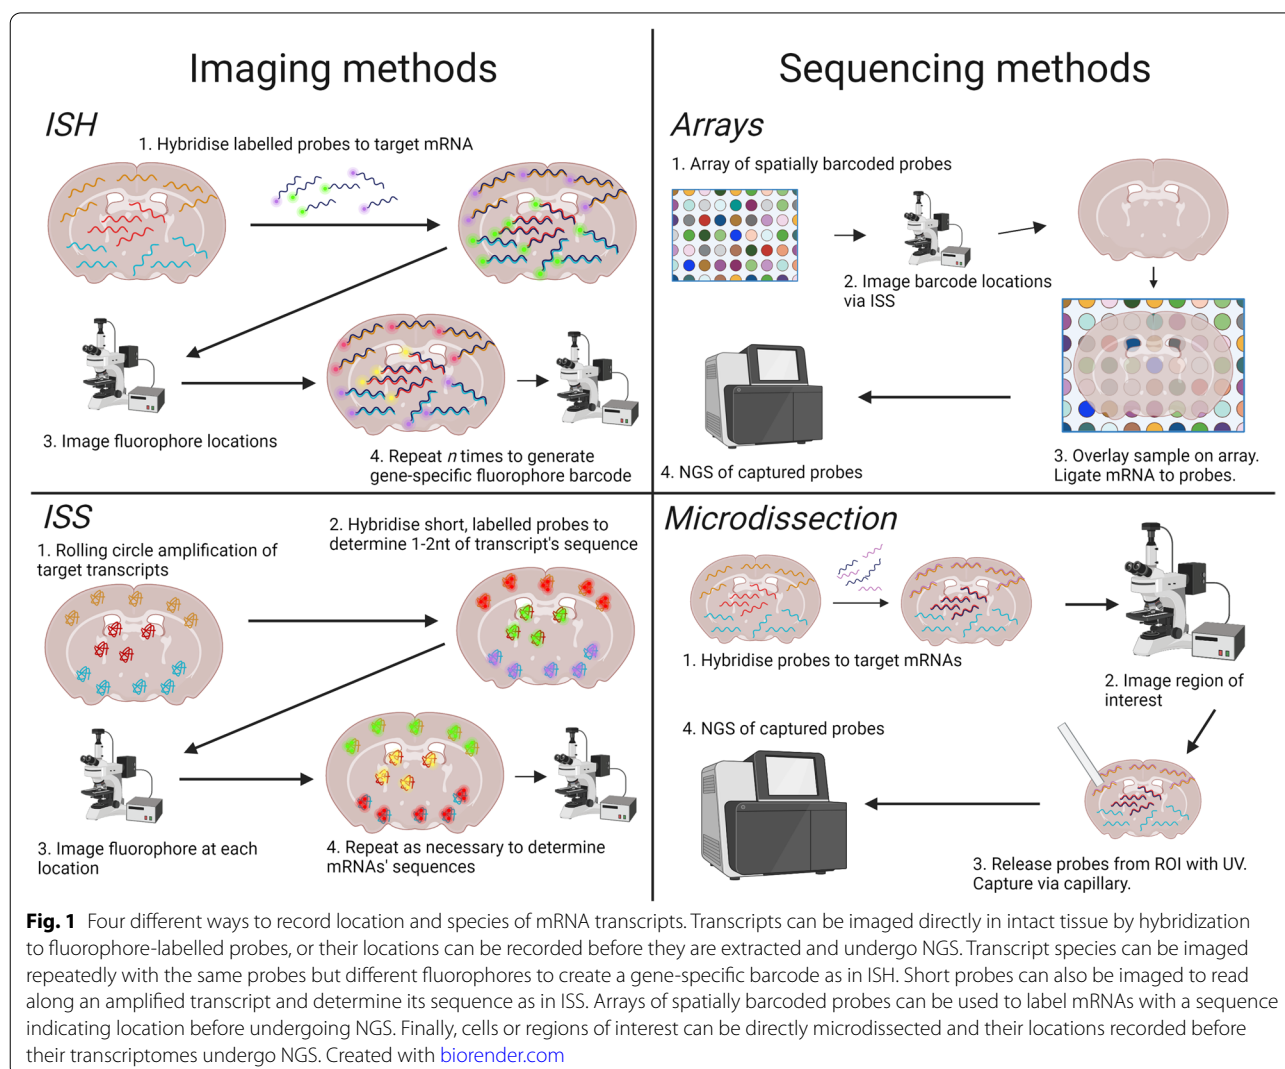 Imaging methods
ISH
1. Hybridise labelled probes to target mRNA
3. Image fluorophore locations
4. Repeat n times to generate
gene-specific fluorophore barcode
Sequencing methods
Arrays
1. Array of spatially barcoded probes
2. Image barcode locations
via ISS
3. Overlay sample on array.
Ligate mRNA to probes.
4. NGS of captured probes
ISS
1. Rolling circle amplification of
target transcripts
2. Hybridise short, labelled probes to
determine 1-2nt of transcript's sequence
3. Image fluorophore at each
location
4. Repeat as necessary to determine
mRNAs' sequences
Microdissection
1. Hybridise probes to target mRNAs
2. Image region of
interest
3. Release probes from ROI with UV.
Capture via capillary.
4. NGS of captured probes
Fig. 1 Four different ways to record location and species of mRNA transcripts. Transcripts can be imaged directly in intact tissue by hybridization
to fluorophore-labelled probes, or their locations can be recorded before they are extracted and undergo NGS. Transcript species can be imaged
repeatedly with the same probes but different fluorophores to create a gene-specific barcode as in ISH. Short probes can also be imaged to read
along an amplified transcript and determine its sequence as in ISS. Arrays of spatially barcoded probes can be used to label mRNAs with a sequence
indicating location before undergoing NGS. Finally, cells or regions of interest can be directly microdissected and their locations recorded before
their transcriptomes undergo NGS. Created with biorender.com